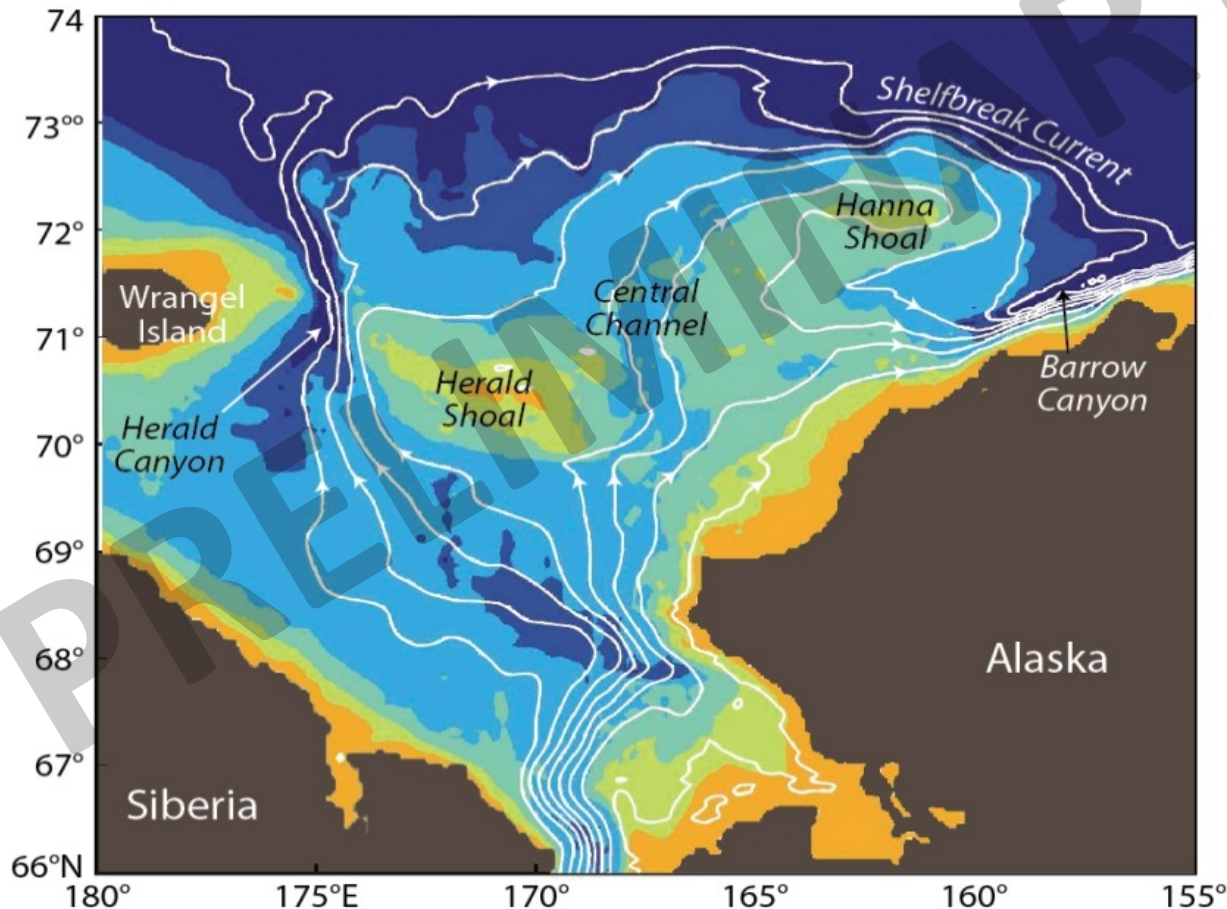 74
73°°
72°
71°
70°
69°
68°
67°
66°N
180°
175°E
170°
165°
160°
155°
Shelfbreak Current
Hanna
Shoal
Wrangel
Island
Central
Channel
Herald
Shoal
Barrow
Canyon
Herald
Canyon
Alaska
Siberia
PRELIMINAR